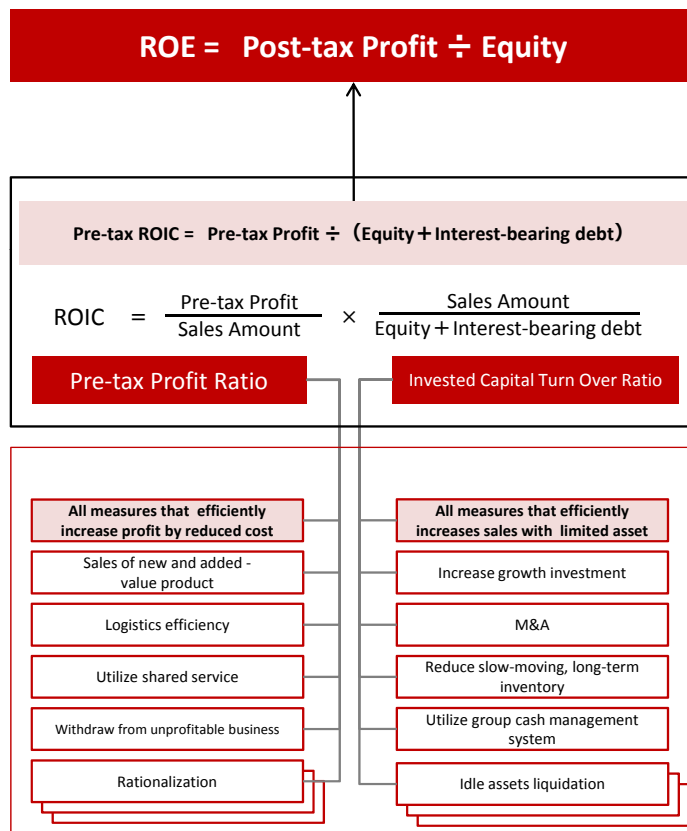 ROE = Post-tax Profit ÷ Equity
Pre-tax ROIC = Pre-tax Profit ÷ (Equity+Interest-bearing debt)
ROIC = Pre-tax Profit / Sales Amount × Sales Amount / Equity+Interest-bearing debt
Pre-tax Profit Ratio
Invested Capital Turn Over Ratio
All measures that efficiently
increase profit by reduced cost
Sales of new and added -
value product
Logistics efficiency
Utilize shared service
Withdraw from unprofitable business
Rationalization
All measures that efficiently
increases sales with limited asset
Increase growth investment
M&A
Reduce slow-moving, long-term
inventory
Utilize group cash management
system
Idle assets liquidation